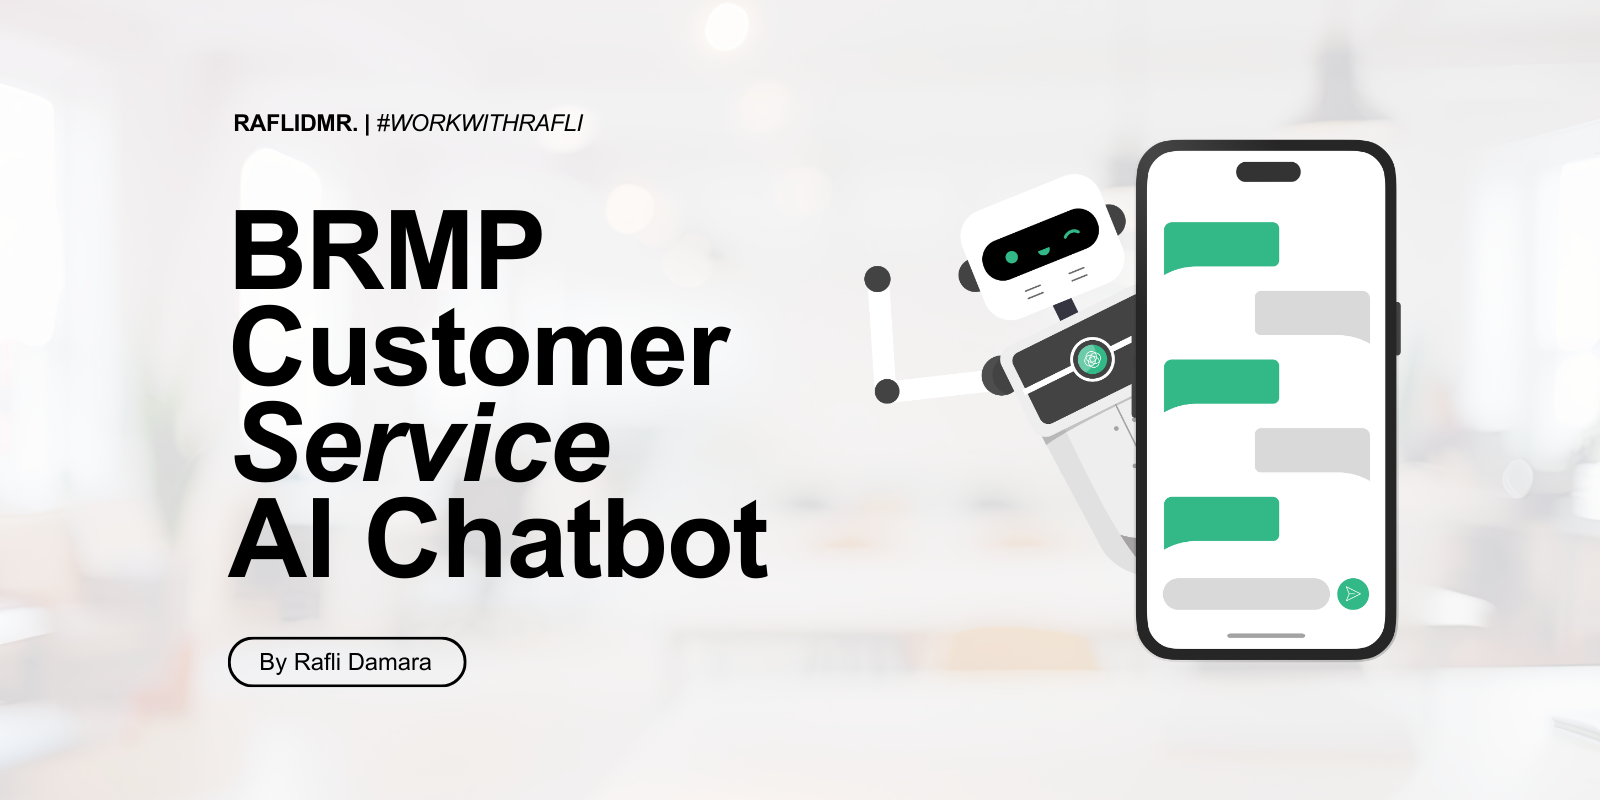 RAFLIDMR. | #WORKWITHRAFLI
BRMP
Customer
Service
AI Chatbot
By Rafli Damara